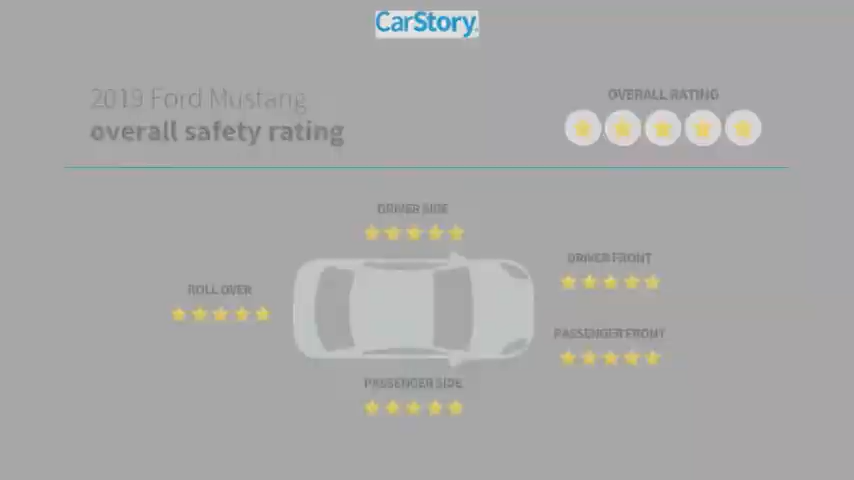 CarStory
2019 Ford Mustang
overall safety rating
OVERALL RATING
DRIVER SIDE
DRIVER FRONT
ROLL OVER
PASSENGER FRONT
PASSENGER SIDE